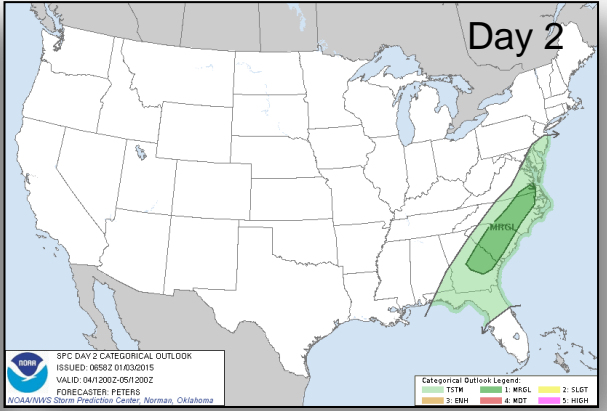 Day 2
MRGL
NOAA
SPC DAY 2 CATEGORICAL OUTLOOK
ISSUED: 0658Z 01/03/2015
VALID: 04/1200Z-05/1200Z
FORECASTER: PETERS
NOAA/NWS Storm Prediction Center, Norman, Oklahoma
Categorical Outlook Legend:
TSTM 1: MRGL 2: SLGT
3: ENH 4: MDT 5: HIGH